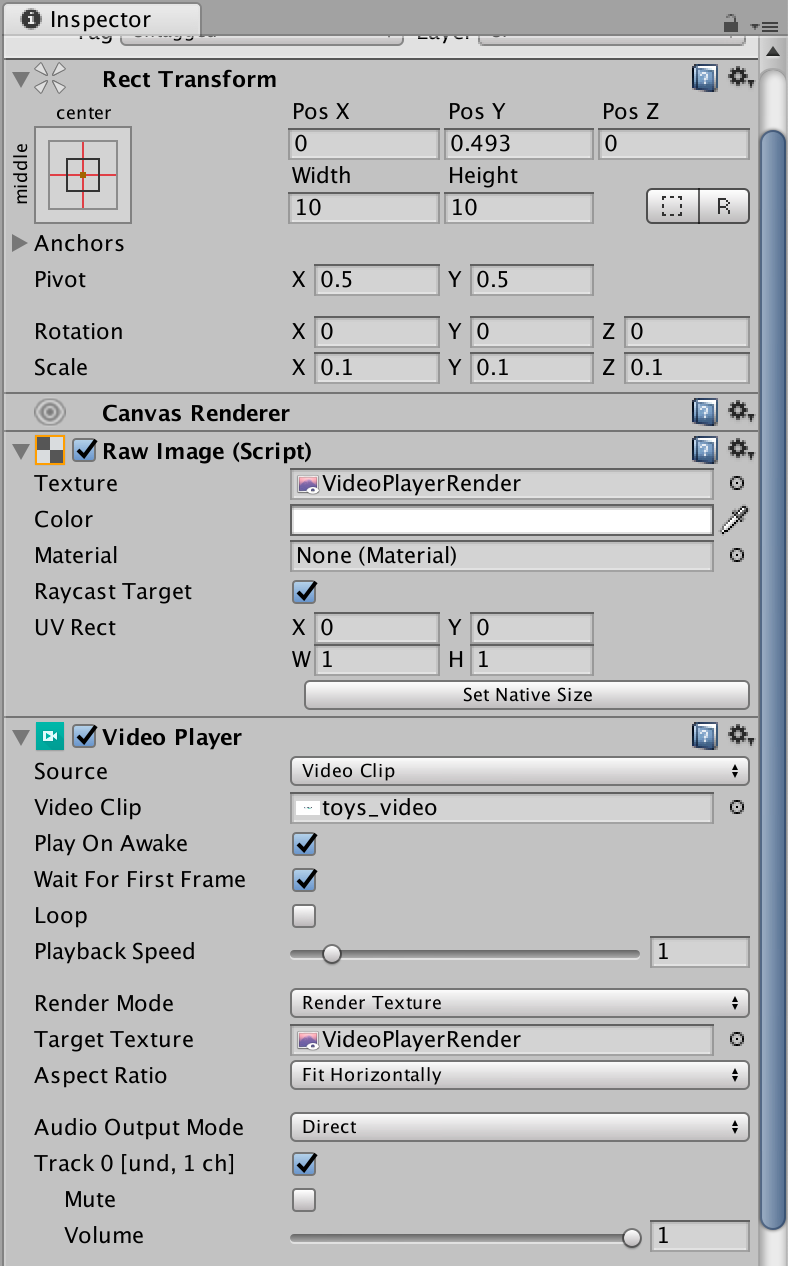 Inspector
Tag Untagged Layer
Rect Transform
center
middle
Pos X Pos Y Pos Z
0 0.493 0
Width Height
10 10
R
Anchors
Pivot X 0.5 Y 0.5
Rotation X 0 Y 0 Z 0
Scale X 0.1 Y 0.1 Z 0.1
Canvas Renderer
Raw Image (Script)
Texture VideoPlayerRender
Color
Material None (Material)
Raycast Target
UV Rect X 0 Y 0
W 1 H 1
Set Native Size
Video Player
Source Video Clip
Video Clip toys_video
Play On Awake
Wait For First Frame
Loop
Playback Speed 1
Render Mode Render Texture
Target Texture VideoPlayerRender
Aspect Ratio Fit Horizontally
Audio Output Mode Direct
Track 0 [und, 1 ch]
Mute
Volume 1